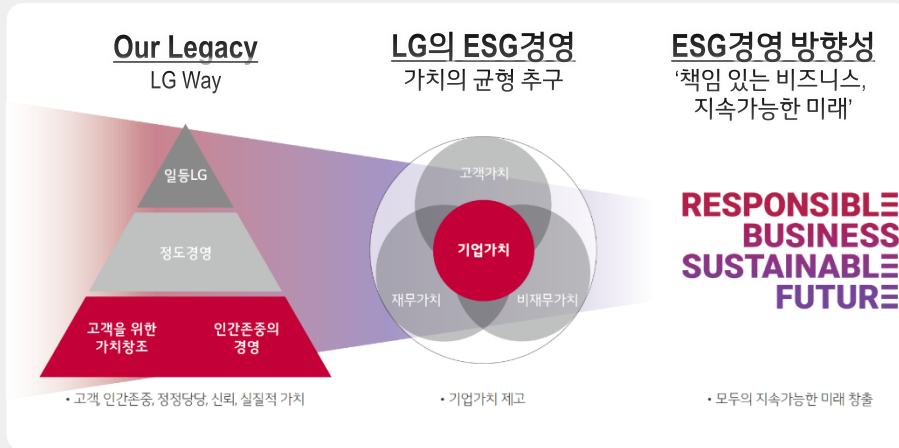 Our Legacy
LG Way
일등LG
정도경영
고객을 위한
가치창조
인간존중의
경영
• 고객, 인간존중, 정정당당, 신뢰, 실질적 가치
LG의 ESG경영
가치의 균형 추구
고객가치
기업가치
재무가치
비재무가치
• 기업가치 제고
ESG경영 방향성
‘책임 있는 비즈니스,
지속가능한 미래’
RESPONSIBLE
BUSINESS
SUSTAINABLE
FUTURE
• 모두의 지속가능한 미래 창출